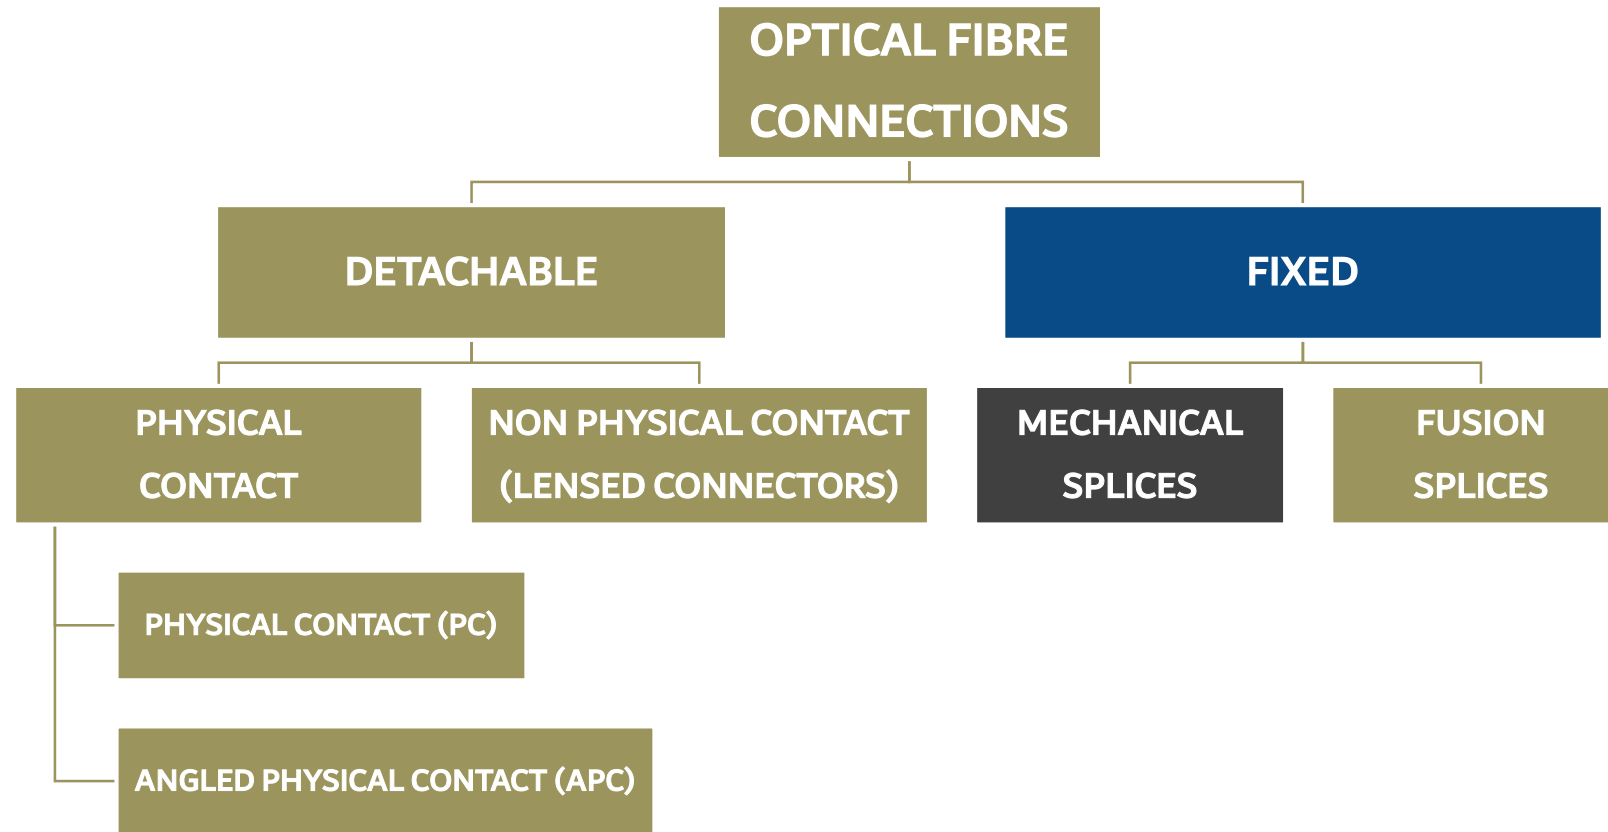 OPTICAL FIBRE
CONNECTIONS
DETACHABLE
FIXED
PHYSICAL
CONTACT
NON PHYSICAL CONTACT
(LENSED CONNECTORS)
MECHANICAL
SPLICES
FUSION
SPLICES
PHYSICAL CONTACT (PC)
ANGLED PHYSICAL CONTACT (APC)